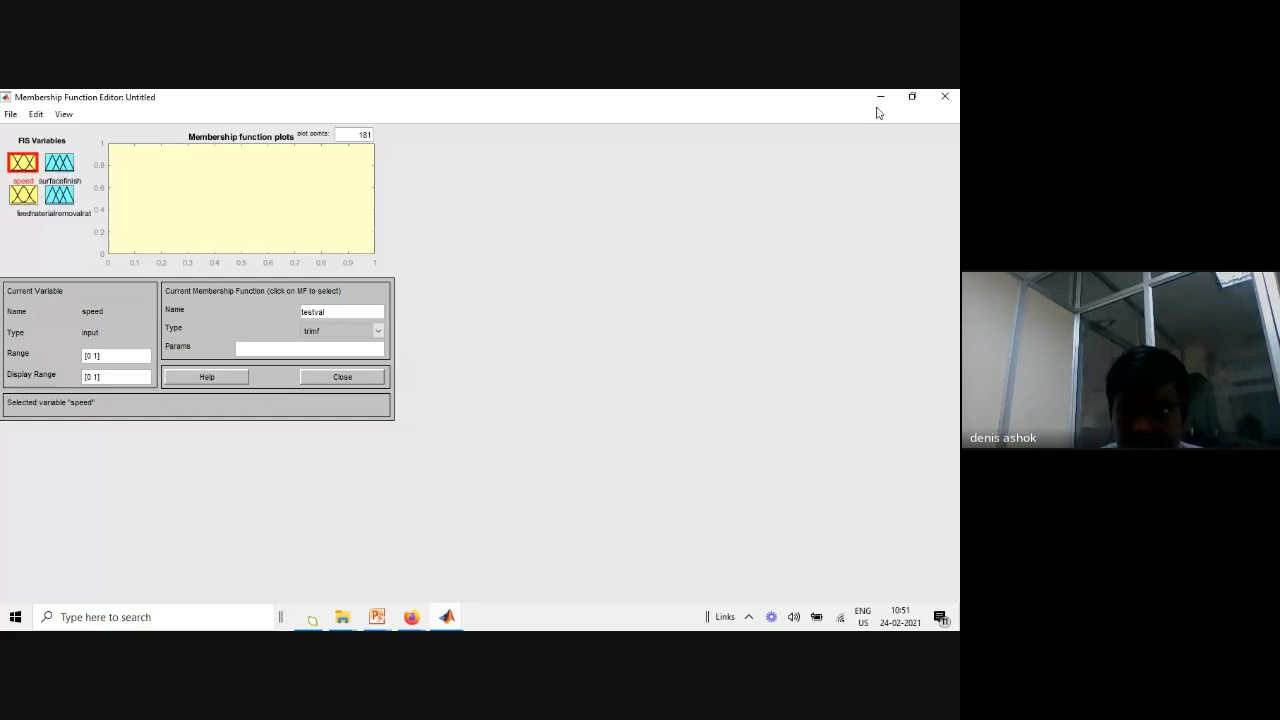 Membership Function Editor: Untitled
File Edit View
FIS Variables
speed surfacefinish
feed materialremovalrat
Membership function plots plot points: 181
1
0.8
0.6
0.4
0.2
0
0 0.1 0.2 0.3 0.4 0.5 0.6 0.7 0.8 0.9 1
Current Variable
Name speed
Type input
Range [0 1]
Display Range [0 1]
Current Membership Function (click on MF to select)
Name testval
Type trimf
Params
Help Close
Selected variable "speed"
denis ashok
Type here to search
Links
ENG
US
10:51
24-02-2021
11